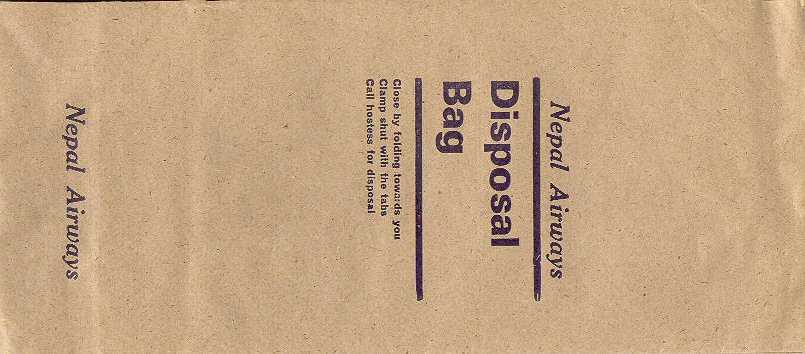 Nepal Airways
Disposal
Bag
Close by folding towards you
Clamp shut with the tabs
Call hostess for disposal
Nepal Airways